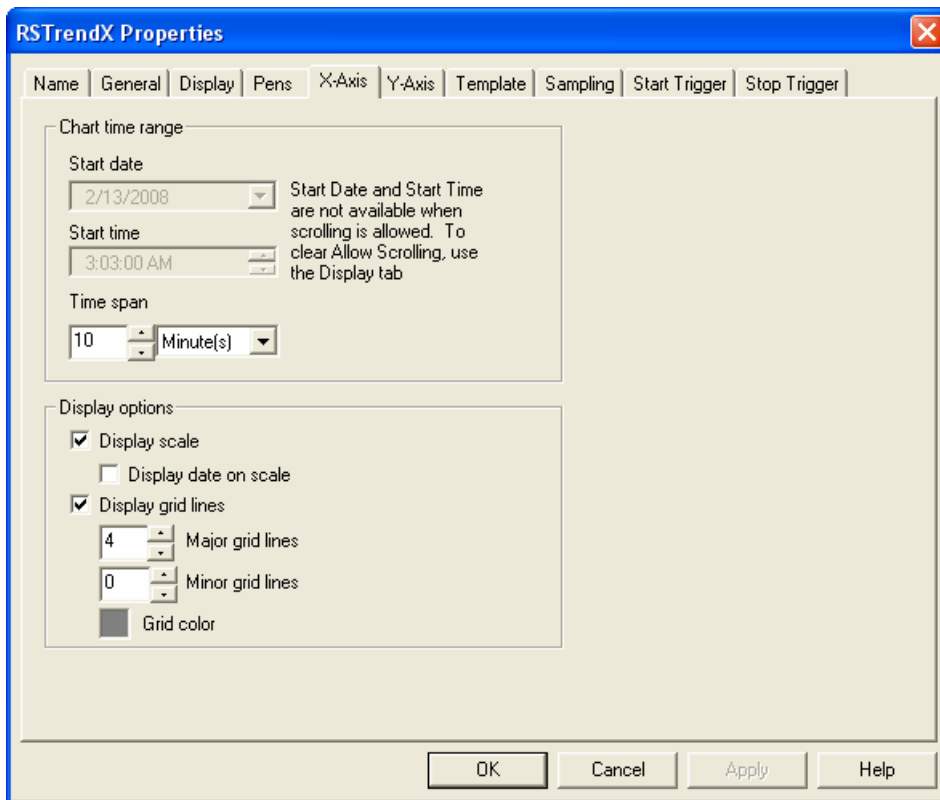 RSTrendX Properties
Name General Display Pens X-Axis Y-Axis Template Sampling Start Trigger Stop Trigger
Chart time range
Start date
2/13/2008
Start time
3:03:00 AM
Start Date and Start Time
are not available when
scrolling is allowed. To
clear Allow Scrolling, use
the Display tab
Time span
10 Minute(s)
Display options
Display scale
Display date on scale
Display grid lines
4 Major grid lines
0 Minor grid lines
Grid color
OK Cancel Apply Help